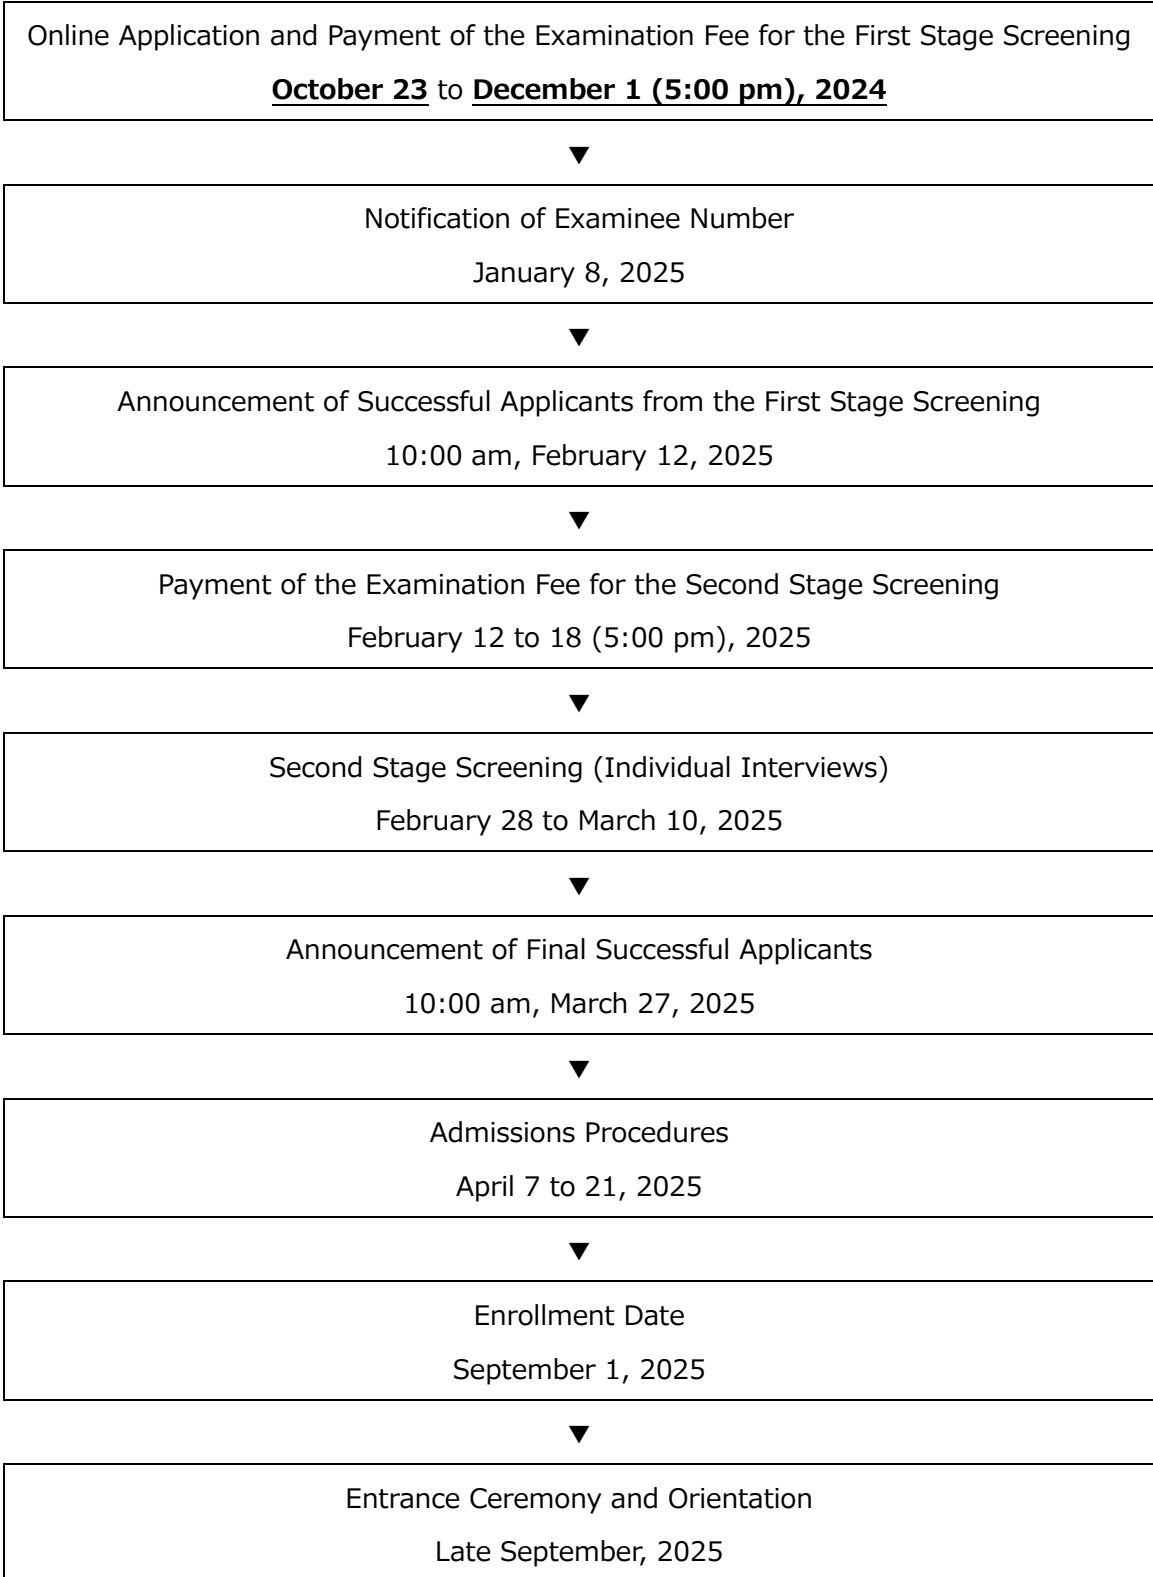 Online Application and Payment of the Examination Fee for the First Stage Screening
October 23 to December 1 (5:00 pm), 2024
▼
Notification of Examinee Number
January 8, 2025
▼
Announcement of Successful Applicants from the First Stage Screening
10:00 am, February 12, 2025
▼
Payment of the Examination Fee for the Second Stage Screening
February 12 to 18 (5:00 pm), 2025
▼
Second Stage Screening (Individual Interviews)
February 28 to March 10, 2025
▼
Announcement of Final Successful Applicants
10:00 am, March 27, 2025
▼
Admissions Procedures
April 7 to 21, 2025
▼
Enrollment Date
September 1, 2025
▼
Entrance Ceremony and Orientation
Late September, 2025